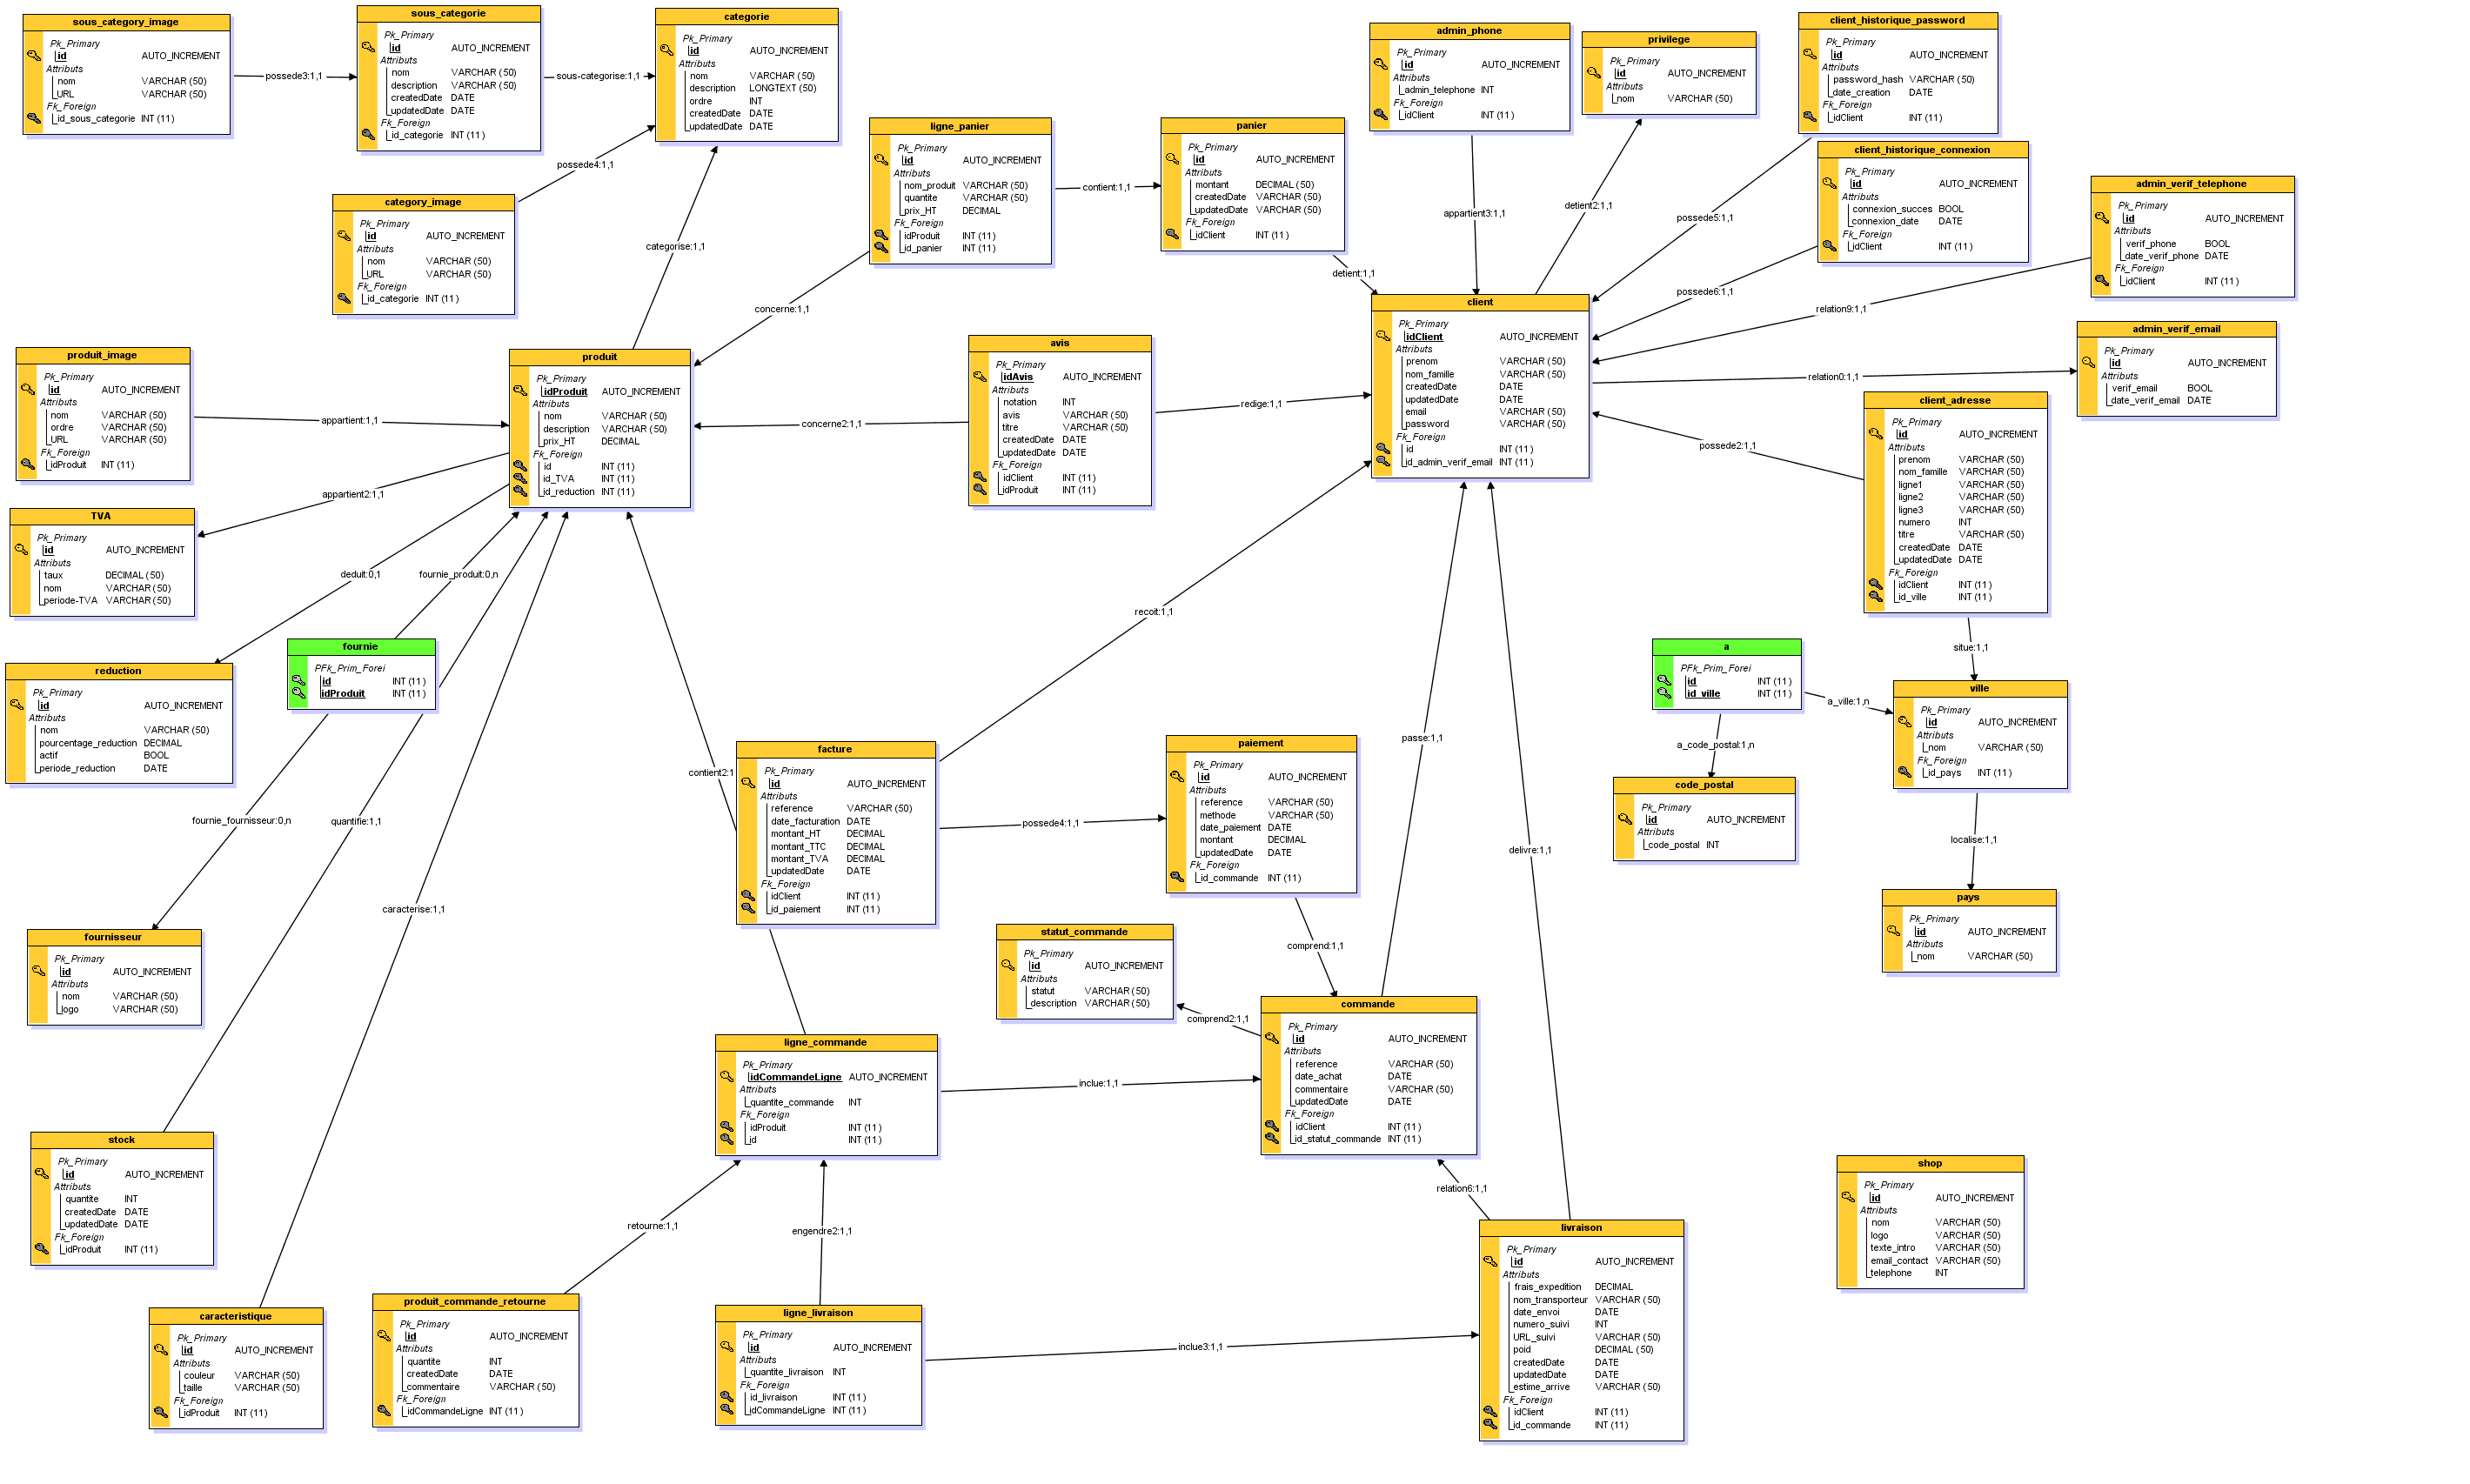 sous_category_image
Pk_Primary
id AUTO_INCREMENT
Attributs
nom VARCHAR (50)
URL VARCHAR (50)
Fk_Foreign
id_sous_categorie INT (11)
possede3:1,1
sous_categorie
Pk_Primary
id AUTO_INCREMENT
Attributs
nom VARCHAR (50)
description VARCHAR (50)
createdDate DATE
updatedDate DATE
Fk_Foreign
id_categorie INT (11)
sous-categorise:1,1
categorie
Pk_Primary
id AUTO_INCREMENT
Attributs
nom VARCHAR (50)
description LONGTEXT (50)
ordre INT
createdDate DATE
updatedDate DATE
possede4:1,1
category_image
Pk_Primary
id AUTO_INCREMENT
Attributs
nom VARCHAR (50)
URL VARCHAR (50)
Fk_Foreign
id_categorie INT (11)
categorise:1,1
ligne_panier
Pk_Primary
id AUTO_INCREMENT
Attributs
nom_produit VARCHAR (50)
quantite VARCHAR (50)
prix_HT DECIMAL
Fk_Foreign
idProduit INT (11)
id_panier INT (11)
contient:1,1
concerne:1,1
panier
Pk_Primary
id AUTO_INCREMENT
Attributs
montant DECIMAL (50)
createdDate VARCHAR (50)
updatedDate VARCHAR (50)
Fk_Foreign
idClient INT (11)
detient:1,1
admin_phone
Pk_Primary
id AUTO_INCREMENT
Attributs
admin_telephone INT
Fk_Foreign
idClient INT (11)
appartient3:1,1
privilege
Pk_Primary
id AUTO_INCREMENT
Attributs
nom VARCHAR (50)
detient2:1,1
client_historique_password
Pk_Primary
id AUTO_INCREMENT
Attributs
password_hash VARCHAR (50)
date_creation DATE
Fk_Foreign
idClient INT (11)
possede5:1,1
client_historique_connexion
Pk_Primary
id AUTO_INCREMENT
Attributs
connexion_succes BOOL
connexion_date DATE
Fk_Foreign
idClient INT (11)
possede6:1,1
admin_verif_telephone
Pk_Primary
id AUTO_INCREMENT
Attributs
verif_phone BOOL
date_verif_phone DATE
Fk_Foreign
idClient INT (11)
relation9:1,1
client
Pk_Primary
idClient AUTO_INCREMENT
Attributs
prenom VARCHAR (50)
nom_famille VARCHAR (50)
createdDate DATE
updatedDate DATE
email VARCHAR (50)
password VARCHAR (50)
Fk_Foreign
id INT (11)
id_admin_verif_email INT (11)
relation0:1,1
admin_verif_email
Pk_Primary
id AUTO_INCREMENT
Attributs
verif_email BOOL
date_verif_email DATE
possede2:1,1
client_adresse
Pk_Primary
id AUTO_INCREMENT
Attributs
prenom VARCHAR (50)
nom_famille VARCHAR (50)
ligne1 VARCHAR (50)
ligne2 VARCHAR (50)
ligne3 VARCHAR (50)
numero INT
titre VARCHAR (50)
createdDate DATE
updatedDate DATE
Fk_Foreign
idClient INT (11)
id_ville INT (11)
situe:1,1
produit_image
Pk_Primary
id AUTO_INCREMENT
Attributs
nom VARCHAR (50)
ordre VARCHAR (50)
URL VARCHAR (50)
Fk_Foreign
idProduit INT (11)
appartient:1,1
produit
Pk_Primary
idProduit AUTO_INCREMENT
Attributs
nom VARCHAR (50)
description VARCHAR (50)
prix_HT DECIMAL
Fk_Foreign
id INT (11)
id_TVA INT (11)
id_reduction INT (11)
concerne2:1,1
avis
Pk_Primary
idAvis AUTO_INCREMENT
Attributs
notation INT
avis VARCHAR (50)
titre VARCHAR (50)
createdDate DATE
updatedDate DATE
Fk_Foreign
idClient INT (11)
idProduit INT (11)
redige:1,1
appartient2:1,1
TVA
Pk_Primary
id AUTO_INCREMENT
Attributs
taux DECIMAL (50)
nom VARCHAR (50)
periode-TVA VARCHAR (50)
deduit:0,1
fournie_produit:0,n
reduction
Pk_Primary
id AUTO_INCREMENT
Attributs
nom VARCHAR (50)
pourcentage_reduction DECIMAL
actif BOOL
periode_reduction DATE
fournie
PFk_Prim_Forei
id INT (11)
idProduit INT (11)
fournie_fournisseur:0,n
quantifie:1,1
caracterise:1,1
contient2:1
recoit:1,1
fournisseur
Pk_Primary
id AUTO_INCREMENT
Attributs
nom VARCHAR (50)
logo VARCHAR (50)
facture
Pk_Primary
id AUTO_INCREMENT
Attributs
reference VARCHAR (50)
date_facturation DATE
montant_HT DECIMAL
montant_TTC DECIMAL
montant_TVA DECIMAL
updatedDate DATE
Fk_Foreign
idClient INT (11)
id_paiement INT (11)
possede4:1,1
paiement
Pk_Primary
id AUTO_INCREMENT
Attributs
reference VARCHAR (50)
methode VARCHAR (50)
date_paiement DATE
montant DECIMAL
updatedDate DATE
Fk_Foreign
id_commande INT (11)
comprend:1,1
passe:1,1
delivre:1,1
a
PFk_Prim_Forei
id INT (11)
id_ville INT (11)
a_ville:1,n
a_code_postal:1,n
ville
Pk_Primary
id AUTO_INCREMENT
Attributs
nom VARCHAR (50)
Fk_Foreign
id_pays INT (11)
localise:1,1
code_postal
Pk_Primary
id AUTO_INCREMENT
Attributs
code_postal INT
pays
Pk_Primary
id AUTO_INCREMENT
Attributs
nom VARCHAR (50)
statut_commande
Pk_Primary
id AUTO_INCREMENT
Attributs
statut VARCHAR (50)
description VARCHAR (50)
comprend2:1,1
commande
Pk_Primary
id AUTO_INCREMENT
Attributs
reference VARCHAR (50)
date_achat DATE
commentaire VARCHAR (50)
updatedDate DATE
Fk_Foreign
idClient INT (11)
id_statut_commande INT (11)
ligne_commande
Pk_Primary
idCommandeLigne AUTO_INCREMENT
Attributs
quantite_commande INT
Fk_Foreign
idProduit INT (11)
id INT (11)
inclue:1,1
stock
Pk_Primary
id AUTO_INCREMENT
Attributs
quantite INT
createdDate DATE
updatedDate DATE
Fk_Foreign
idProduit INT (11)
retourne:1,1
engendre2:1,1
relation6:1,1
shop
Pk_Primary
id AUTO_INCREMENT
Attributs
nom VARCHAR (50)
logo VARCHAR (50)
texte_intro VARCHAR (50)
email_contact VARCHAR (50)
telephone INT
caracteristique
Pk_Primary
id AUTO_INCREMENT
Attributs
couleur VARCHAR (50)
taille VARCHAR (50)
Fk_Foreign
idProduit INT (11)
produit_commande_retourne
Pk_Primary
id AUTO_INCREMENT
Attributs
quantite INT
createdDate DATE
commentaire VARCHAR (50)
Fk_Foreign
idCommandeLigne INT (11)
ligne_livraison
Pk_Primary
id AUTO_INCREMENT
Attributs
quantite_livraison INT
Fk_Foreign
id_livraison INT (11)
idCommandeLigne INT (11)
inclue3:1,1
livraison
Pk_Primary
id AUTO_INCREMENT
Attributs
frais_expedition DECIMAL
nom_transporteur VARCHAR (50)
date_envoi DATE
numero_suivi INT
URL_suivi VARCHAR (50)
poid DECIMAL (50)
createdDate DATE
updatedDate DATE
estime_arrive VARCHAR (50)
Fk_Foreign
idClient INT (11)
id_commande INT (11)